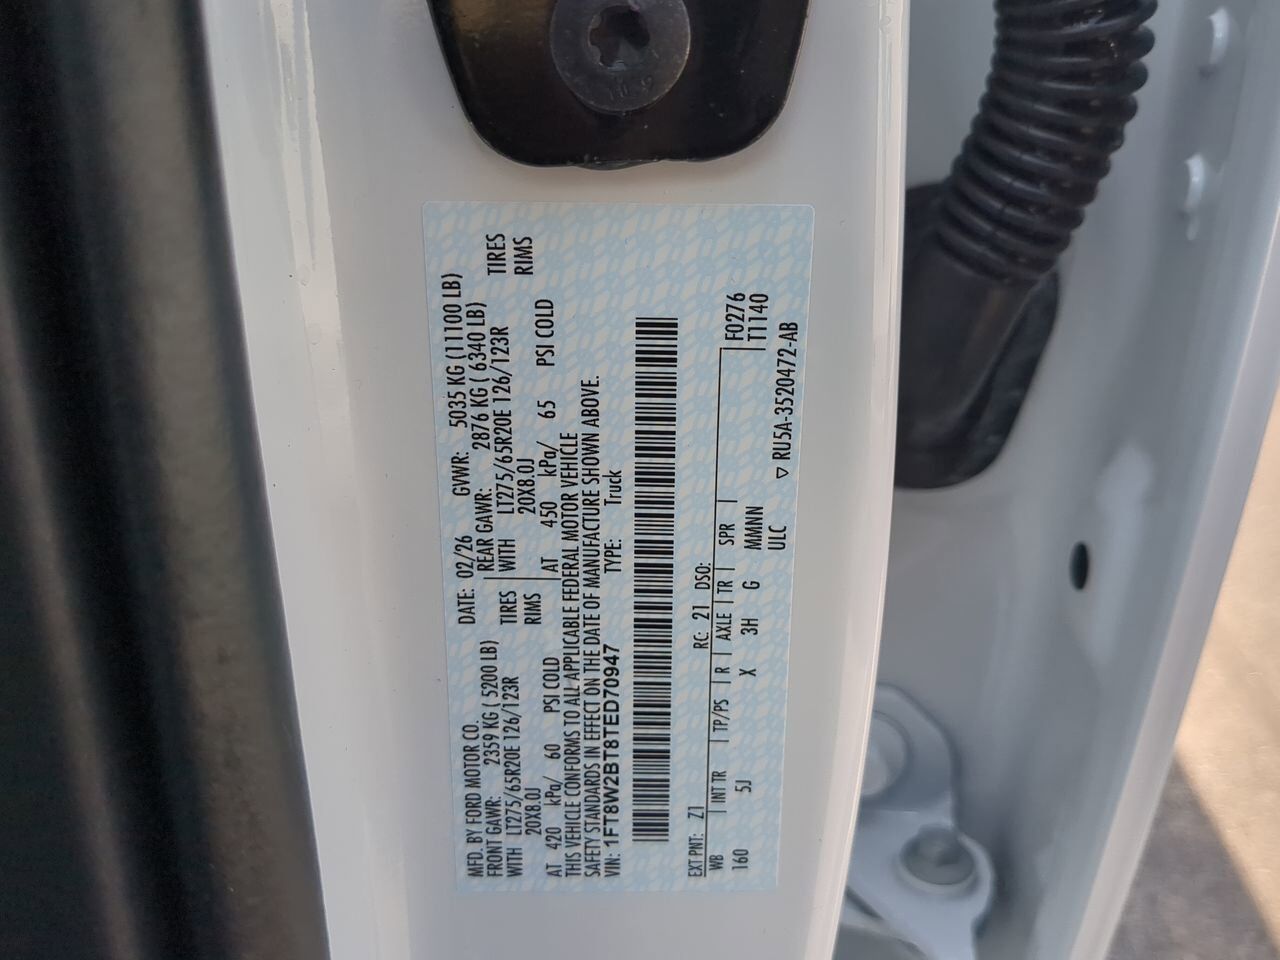 MFD. BY FORD MOTOR CO.
DATE: 02/26 GVWR: 5035 KG (11100 LB)
FRONT GAWR: 2359 KG ( 5200 LB) REAR GAWR: 2876 KG ( 6340 LB)
WITH LT275/65R20E 126/123R TIRES WITH LT275/65R20E 126/123R TIRES
20X8.0J RIMS 20X8.0J RIMS
AT 420 kPa/ 60 PSI COLD AT 450 kPa/ 65 PSI COLD
THIS VEHICLE CONFORMS TO ALL APPLICABLE FEDERAL MOTOR VEHICLE
SAFETY STANDARDS IN EFFECT ON THE DATE OF MANUFACTURE SHOWN ABOVE.
VIN: 1FT8W2BT8TED70947 TYPE: Truck
EXT PNT: Z1 RC: 21 DSO:
WB INT TR TP/PS R AXLE TR SPR F0276
160 5J X 3H G MMNN T1140
ULC ▽ RU5A-3520472-AB